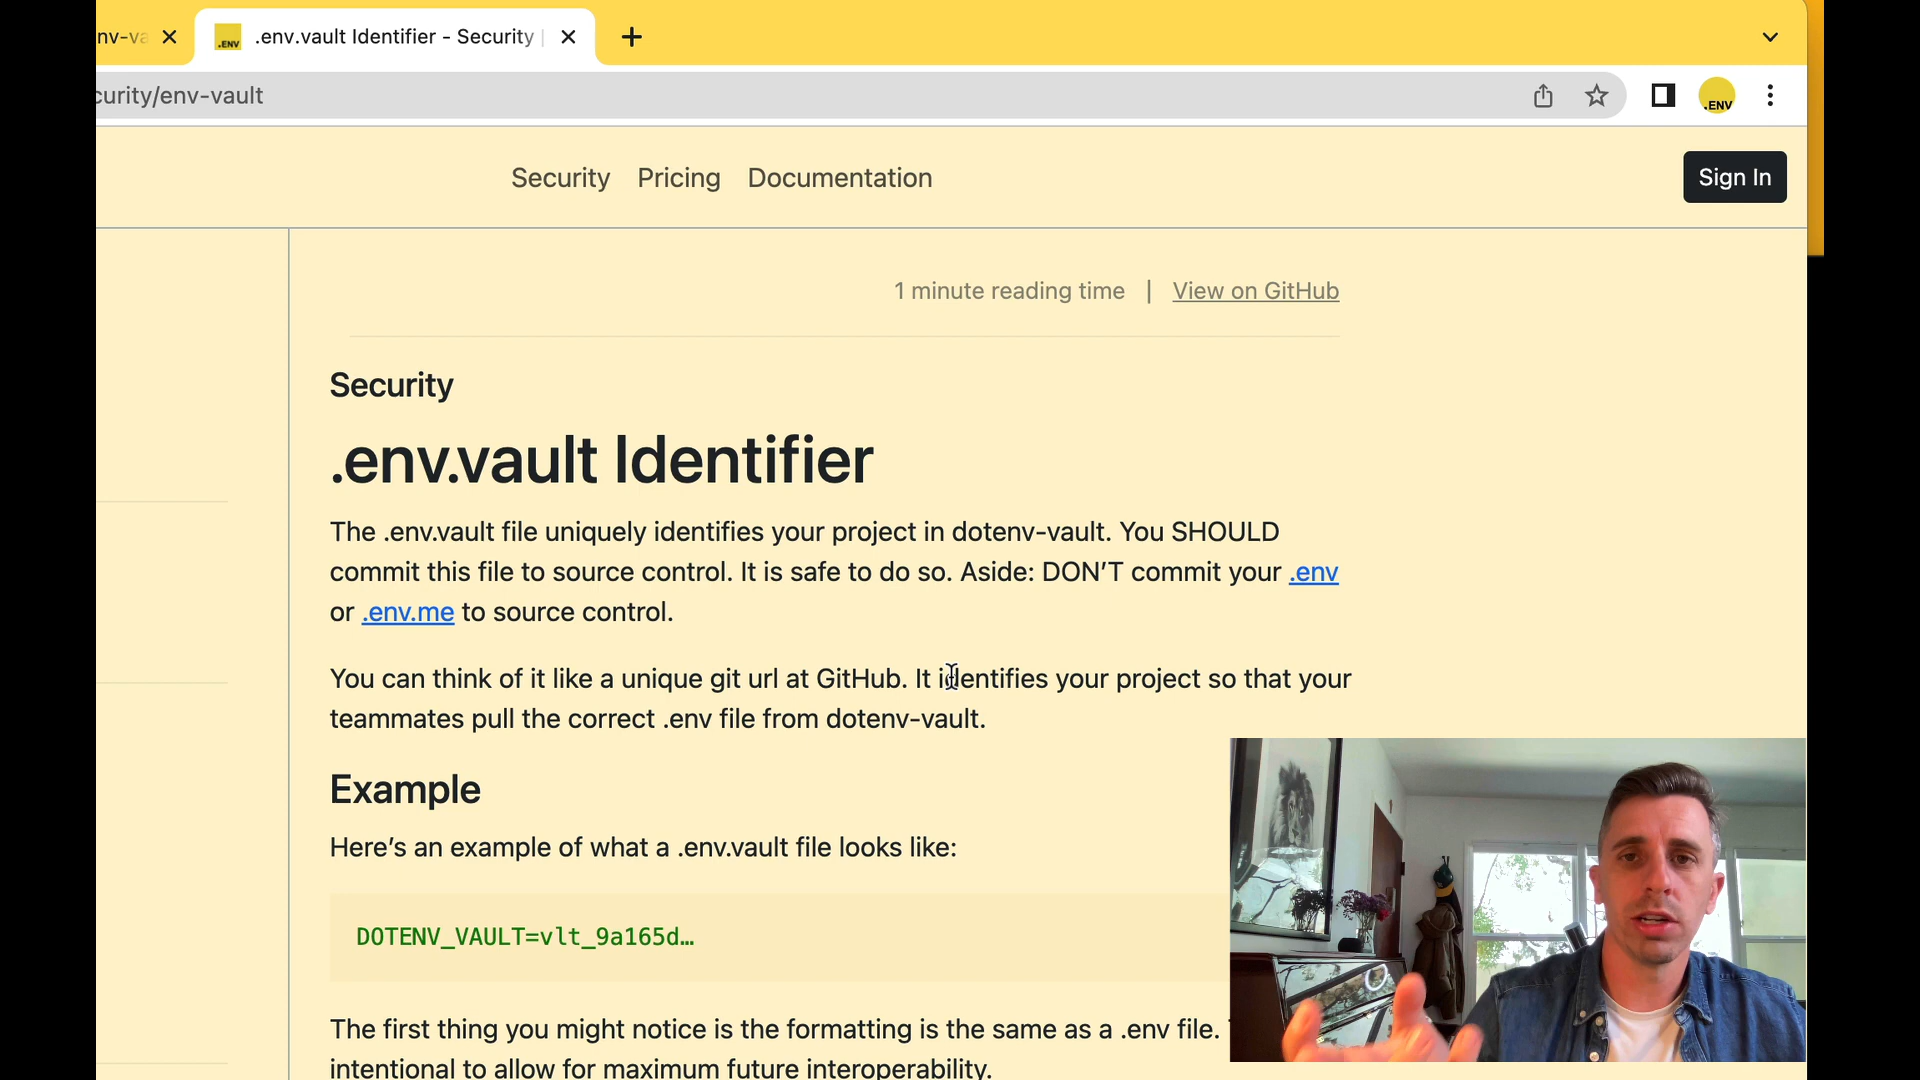 nv-va
.ENV .env.vault Identifier - Security
curity/env-vault
.ENV
Security Pricing Documentation Sign In
1 minute reading time | View on GitHub
Security
.env.vault Identifier
The .env.vault file uniquely identifies your project in dotenv-vault. You SHOULD
commit this file to source control. It is safe to do so. Aside: DON'T commit your .env
or .env.me to source control.
You can think of it like a unique git url at GitHub. It identifies your project so that your
teammates pull the correct .env file from dotenv-vault.
Example
Here's an example of what a .env.vault file looks like:
DOTENV_VAULT=vlt_9a165d…
The first thing you might notice is the formatting is the same as a .env file.
intentional to allow for maximum future interoperability.